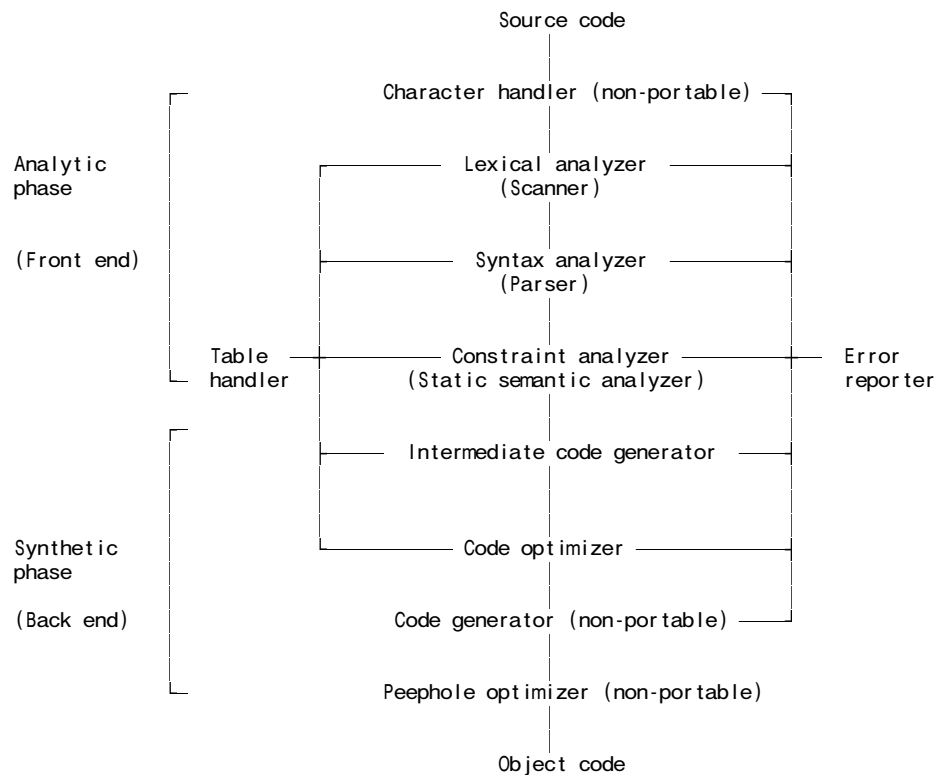 Source code
Character handler (non-portable)
Analytic
phase
Lexical analyzer
(Scanner)
(Front end)
Syntax analyzer
(Parser)
Table
handler
Constraint analyzer
(Static semantic analyzer)
Error
reporter
Intermediate code generator
Synthetic
phase
Code optimizer
(Back end)
Code generator (non-portable)
Peephole optimizer (non-portable)
Object code